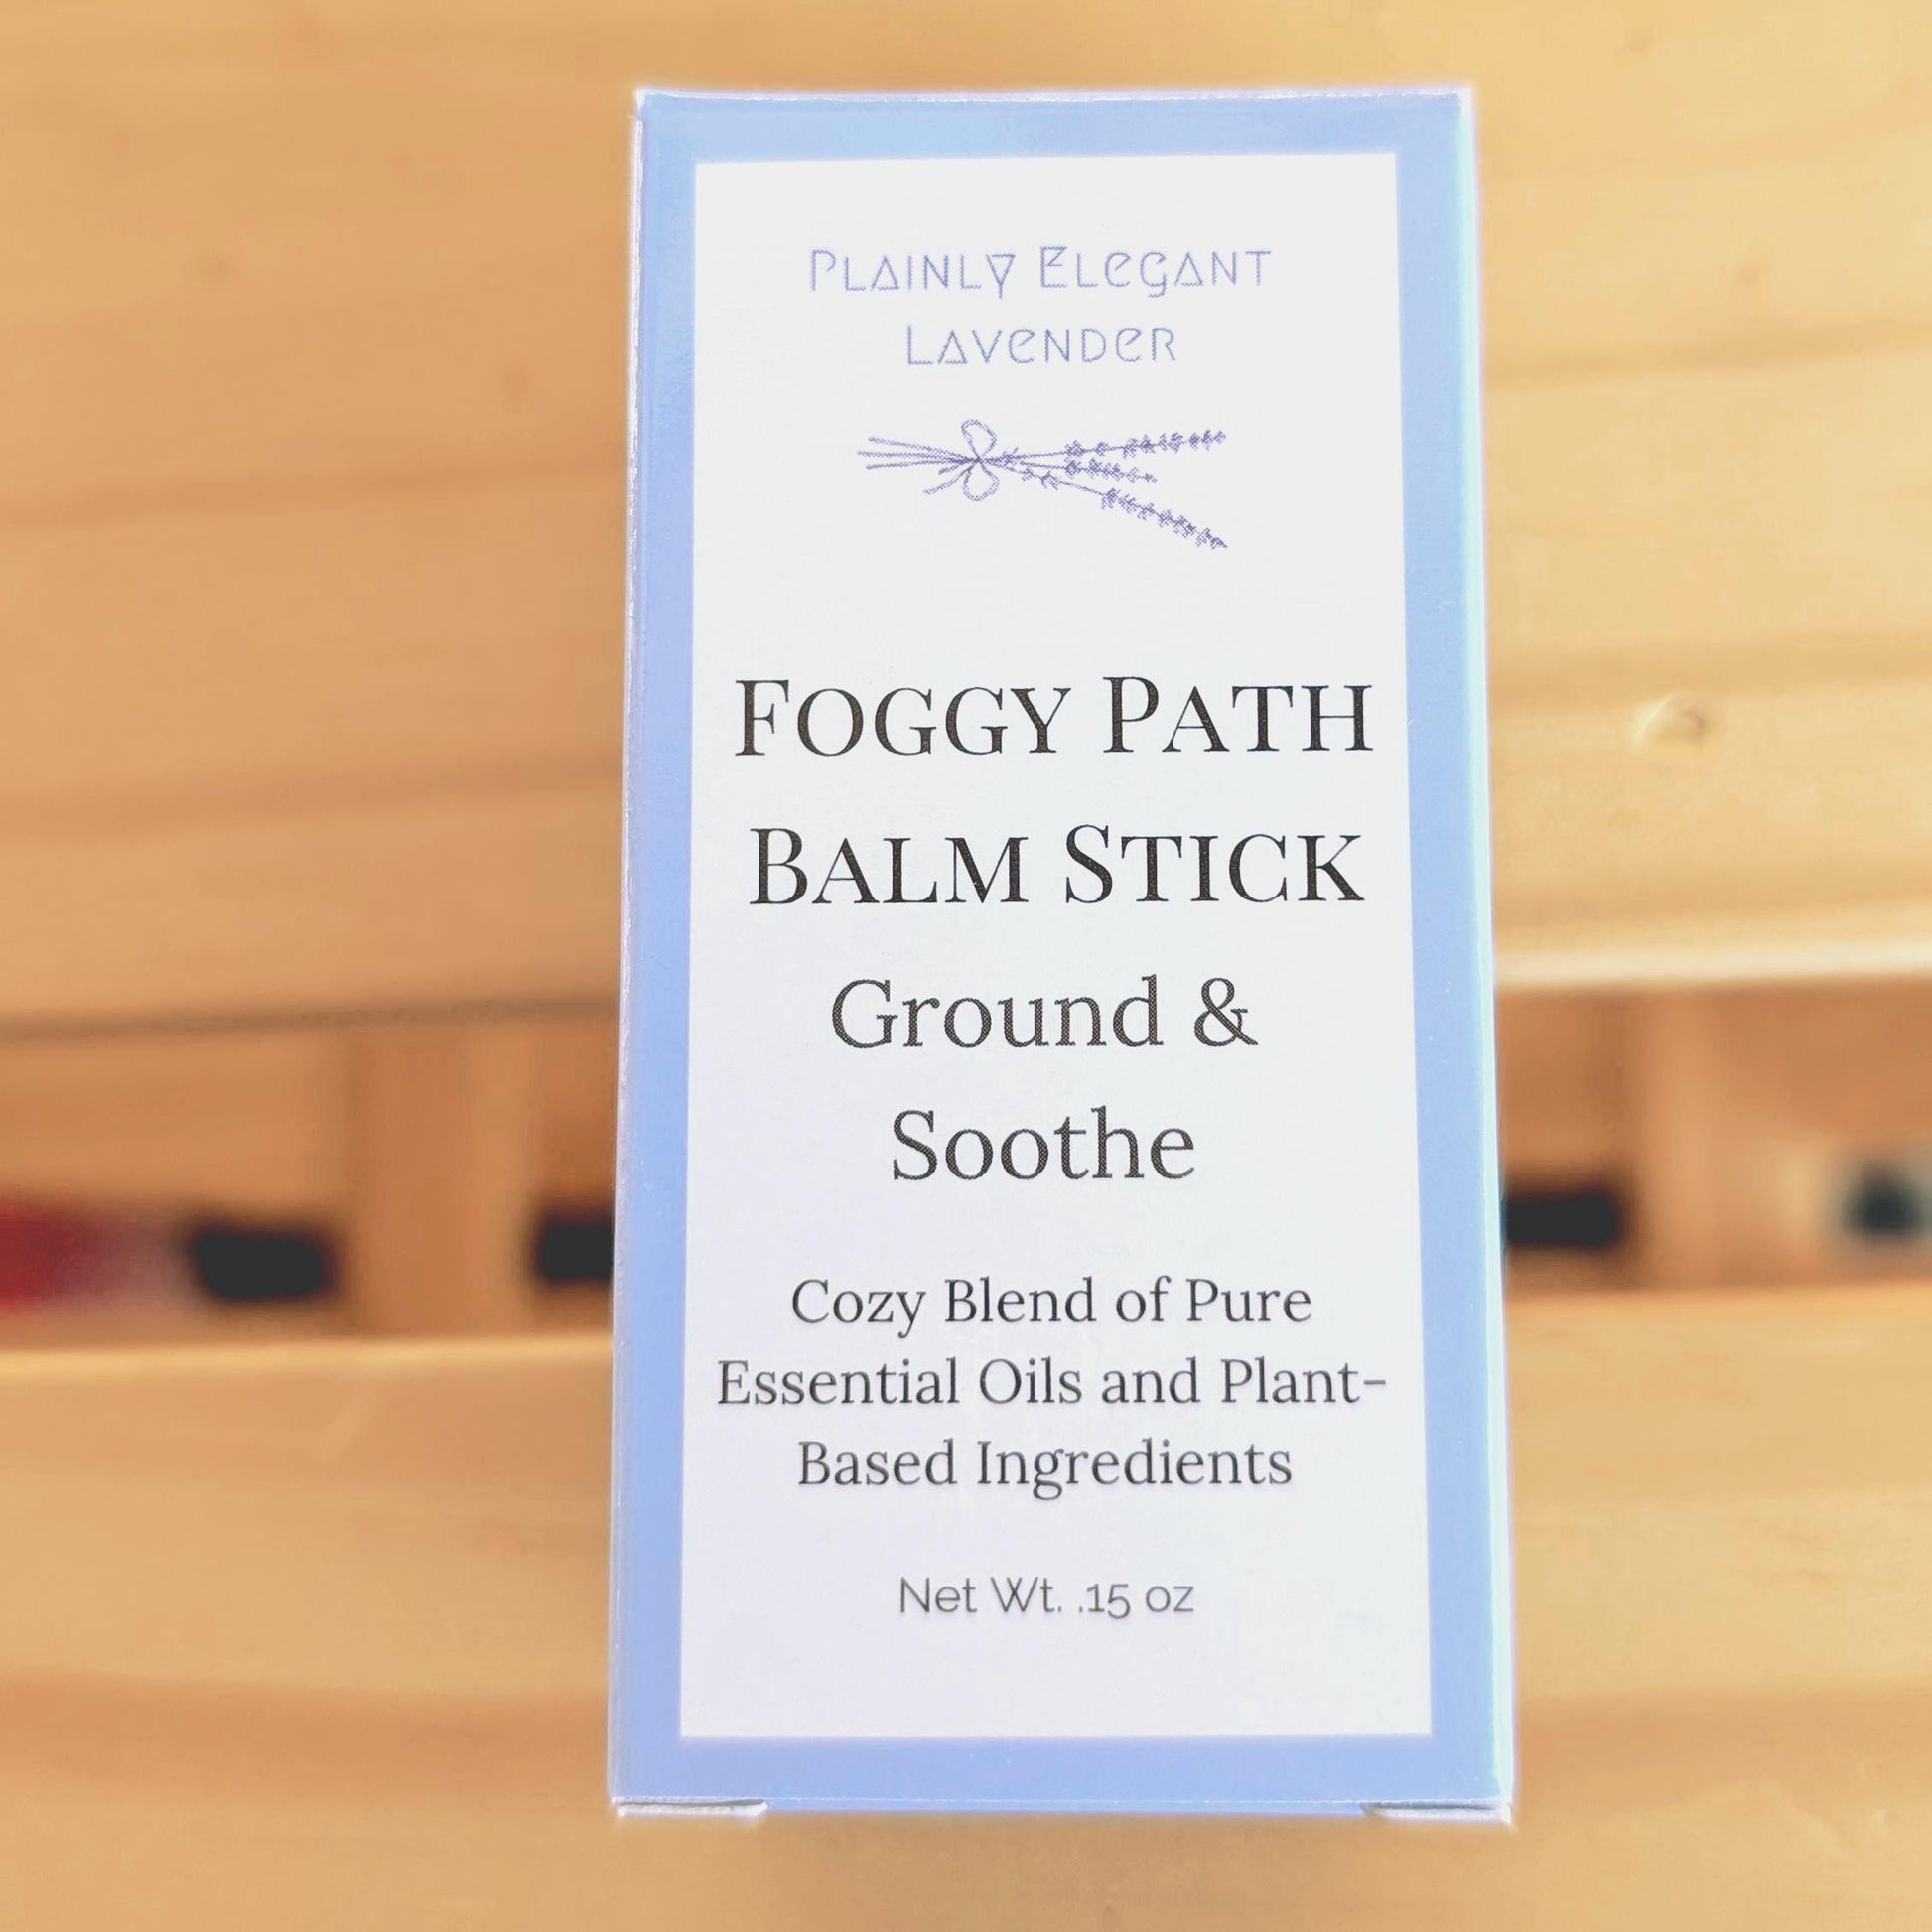 Plainly Elegant
Lavender
Foggy Path
Balm Stick
Ground &
Soothe
Cozy Blend of Pure
Essential Oils and Plant-
Based Ingredients
Net Wt. .15 oz